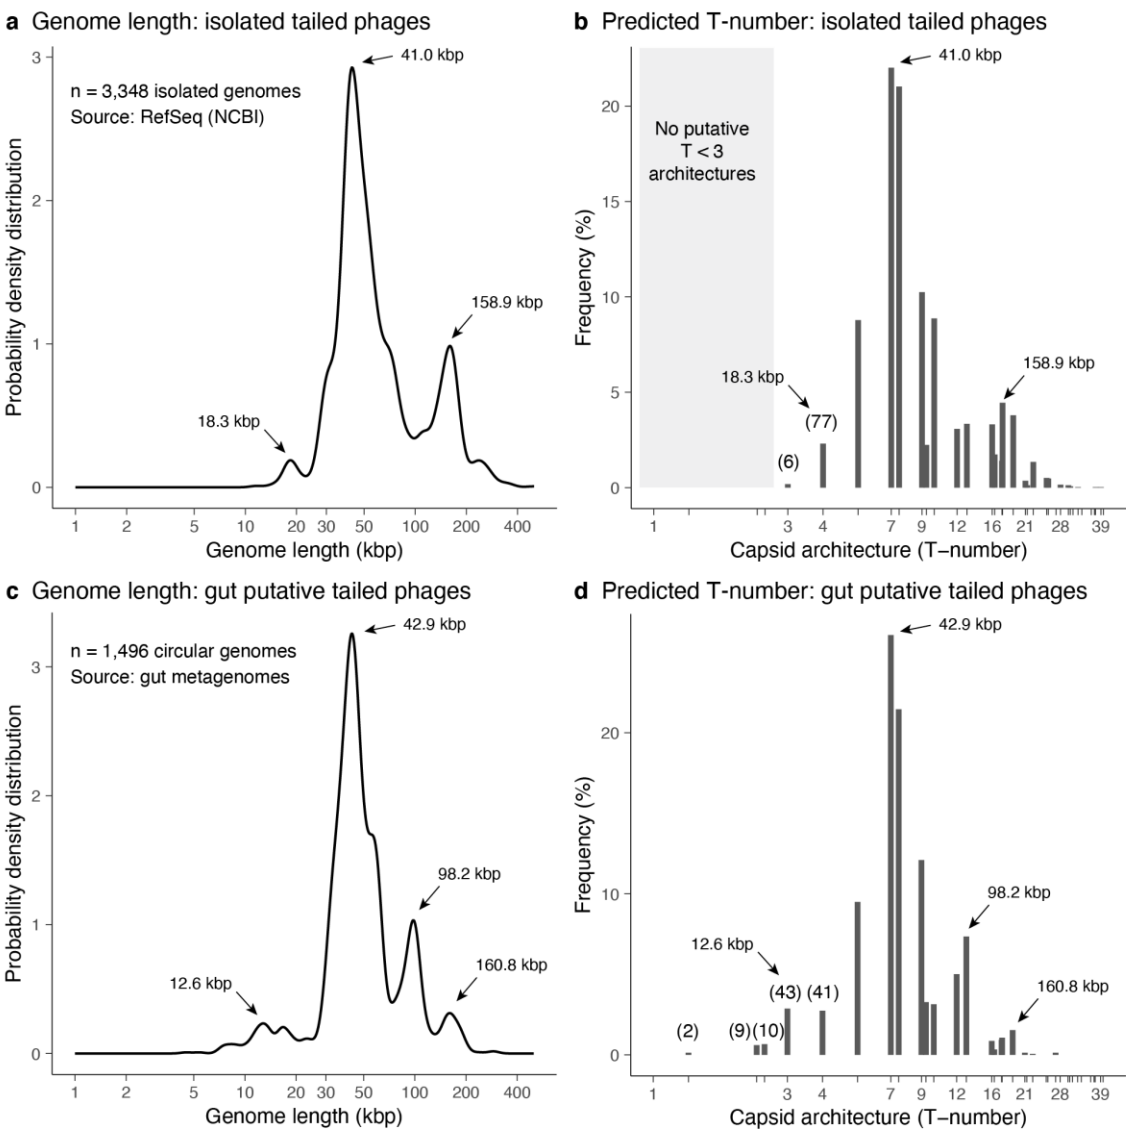 a Genome length: isolated tailed phages
Probability density distribution
3
2
1
0
n = 3,348 isolated genomes
Source: RefSeq (NCBI)
41.0 kbp
158.9 kbp
18.3 kbp
1 2 5 10 20 30 50 100 200 400
Genome length (kbp)
b Predicted T-number: isolated tailed phages
Frequency (%)
20
15
10
5
0
No putative
T < 3
architectures
41.0 kbp
18.3 kbp
158.9 kbp
(77)
(6)
1 3 4 7 9 12 16 21 28 39
Capsid architecture (T−number)
c Genome length: gut putative tailed phages
Probability density distribution
3
2
1
0
n = 1,496 circular genomes
Source: gut metagenomes
42.9 kbp
98.2 kbp
160.8 kbp
12.6 kbp
1 2 5 10 20 30 50 100 200 400
Genome length (kbp)
d Predicted T-number: gut putative tailed phages
Frequency (%)
20
10
0
42.9 kbp
98.2 kbp
12.6 kbp
160.8 kbp
(43) (41)
(2) (9) (10)
1 3 4 7 9 12 16 21 28 39
Capsid architecture (T−number)